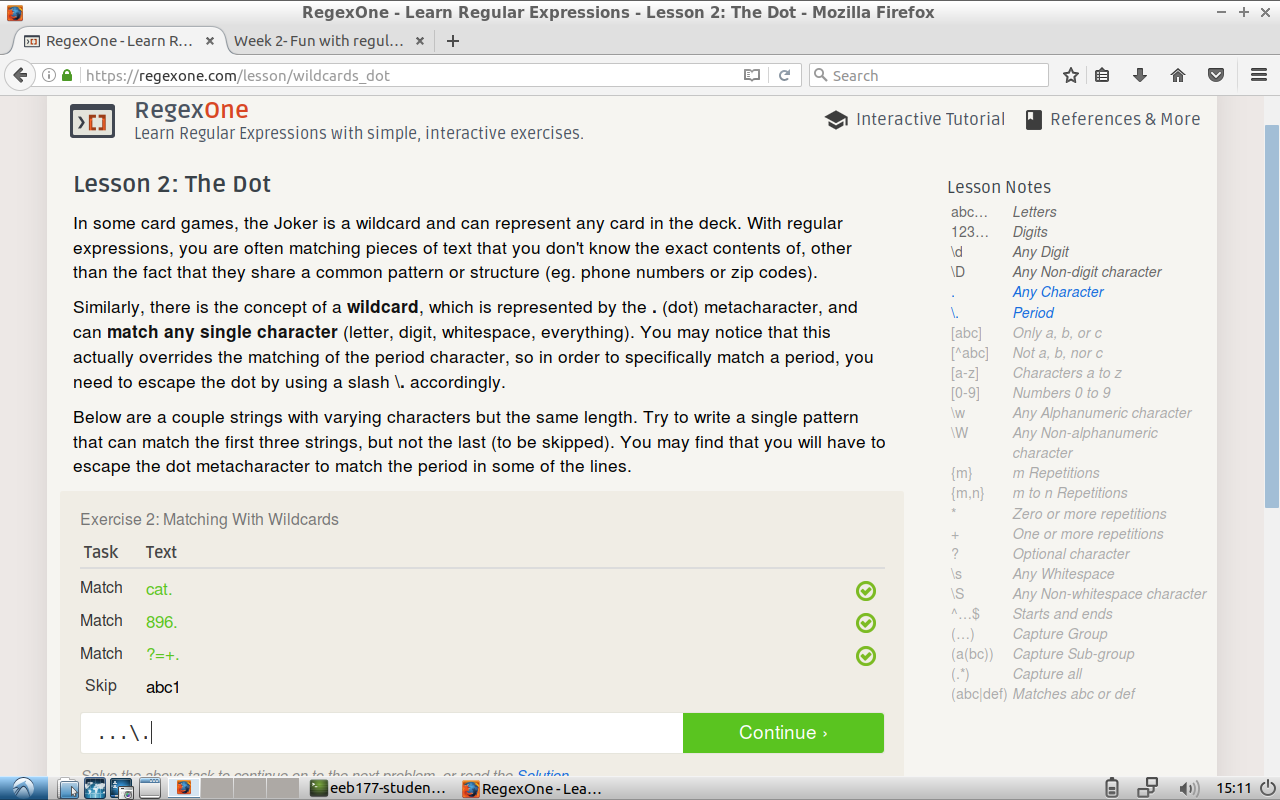 RegexOne - Learn Regular Expressions - Lesson 2: The Dot - Mozilla Firefox
RegexOne - Learn R...
Week 2- Fun with regul...
https://regexone.com/lesson/wildcards_dot
Search
RegexOne
Learn Regular Expressions with simple, interactive exercises.
Interactive Tutorial
References & More
Lesson 2: The Dot
In some card games, the Joker is a wildcard and can represent any card in the deck. With regular
expressions, you are often matching pieces of text that you don't know the exact contents of, other
than the fact that they share a common pattern or structure (eg. phone numbers or zip codes).
Similarly, there is the concept of a wildcard, which is represented by the . (dot) metacharacter, and
can match any single character (letter, digit, whitespace, everything). You may notice that this
actually overrides the matching of the period character, so in order to specifically match a period, you
need to escape the dot by using a slash \. accordingly.
Below are a couple strings with varying characters but the same length. Try to write a single pattern
that can match the first three strings, but not the last (to be skipped). You may find that you will have to
escape the dot metacharacter to match the period in some of the lines.
Exercise 2: Matching With Wildcards
Task Text
Match cat.
Match 896.
Match ?=+.
Skip abc1
...\.
Continue ›
Solve the above task to continue on to the next problem, or read the Solution.
Lesson Notes
abc… Letters
123… Digits
\d Any Digit
\D Any Non-digit character
. Any Character
\. Period
[abc] Only a, b, or c
[^abc] Not a, b, nor c
[a-z] Characters a to z
[0-9] Numbers 0 to 9
\w Any Alphanumeric character
\W Any Non-alphanumeric
character
{m} m Repetitions
{m,n} m to n Repetitions
* Zero or more repetitions
+ One or more repetitions
? Optional character
\s Any Whitespace
\S Any Non-whitespace character
^…$ Starts and ends
(…) Capture Group
(a(bc)) Capture Sub-group
(.*) Capture all
(abc|def) Matches abc or def
eeb177-studen...
RegexOne - Lea...
15:11